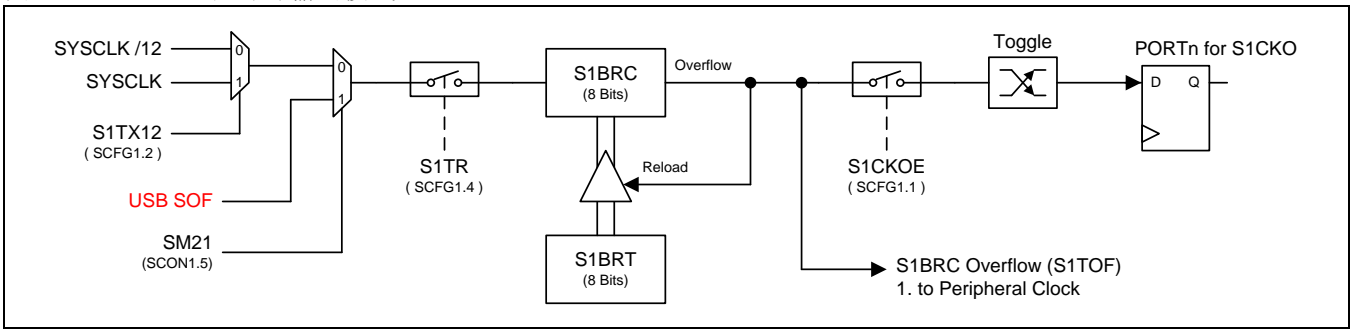 SYSCLK /12
SYSCLK
0
1
S1TX12
( SCFG1.2 )
USB SOF
SM21
(SCON1.5)
0
1
S1TR
( SCFG1.4 )
S1BRC
(8 Bits)
Overflow
Reload
S1BRT
(8 Bits)
S1CKOE
( SCFG1.1 )
Toggle
PORTn for S1CKO
D Q
S1BRC Overflow (S1TOF)
1. to Peripheral Clock